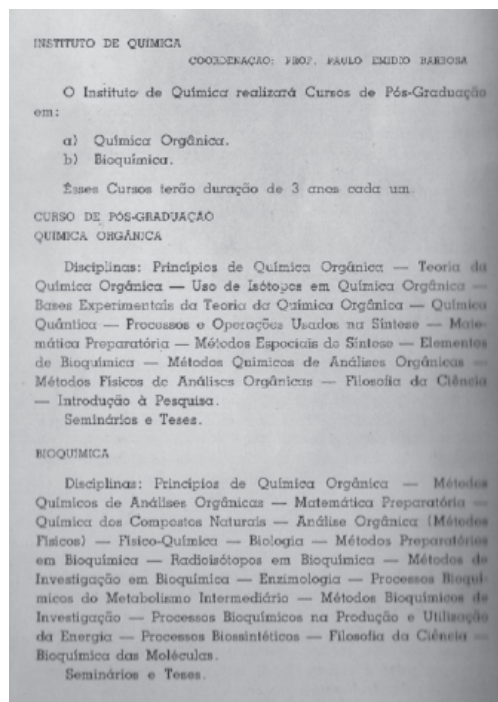 INSTITUTO DE QUÍMICA
COORDENAÇÃO: PROF. PAULO EMIDIO BARBOSA
O Instituto de Química realizará Cursos de Pós-Graduação
em:
a) Química Orgânica.
b) Bioquímica.
Êsses Cursos terão duração de 3 anos cada um.
CURSO DE PÓS-GRADUAÇÃO
QUIMICA ORGÂNICA
Disciplinas: Princípios de Química Orgânica — Teoria da
Química Orgânica — Uso de Isótopos em Química Orgânica —
Bases Experimentais da Teoria da Química Orgânica — Química
Quântica — Processos e Operações Usados na Síntese — Mate-
mática Preparatória — Métodos Especiais de Síntese — Elementos
de Bioquímica — Métodos Químicos de Análises Orgânicas —
Métodos Físicos de Análises Orgânicas — Filosofia da Ciência
— Introdução à Pesquisa.
Seminários e Teses.
BIOQUÍMICA
Disciplinas: Princípios de Química Orgânica — Métodos
Químicos de Análises Orgânicas — Matemática Preparatória —
Química dos Compostos Naturais — Análise Orgânica (Métodos
Físicos) — Físico-Química — Biologia — Métodos Preparatórios
em Bioquímica — Radioisótopos em Bioquímica — Métodos de
Investigação em Bioquímica — Enzimologia — Processos Bioquí-
micos do Metabolismo Intermediário — Métodos Bioquímicos de
Investigação — Processos Bioquímicos na Produção e Utilização
da Energia — Processos Biossintéticos — Filosofia da Ciência —
Bioquímica das Moléculas.
Seminários e Teses.